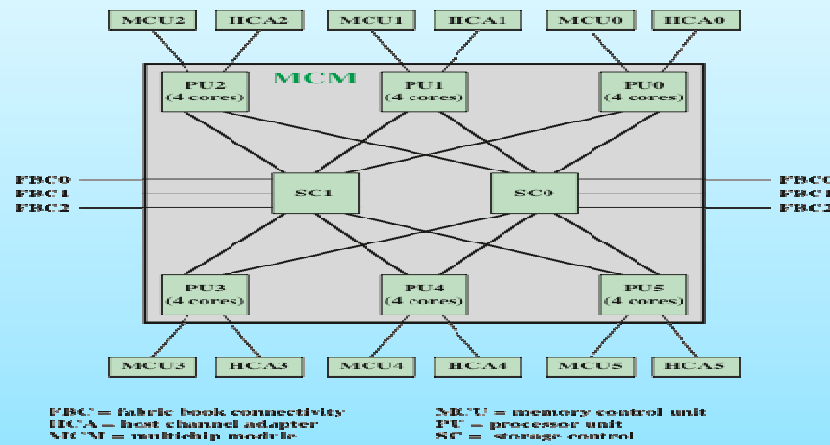 MCU2 HCA2 MCU1 HCA1 MCU0 HCA0
MCM
PU2 PU1 PU0
(4 cores) (4 cores) (4 cores)
FBC0 FBC0
FBC1 SC1 SC0 FBC1
FBC2 FBC2
PU3 PU4 PU5
(4 cores) (4 cores) (4 cores)
MCU3 HCA3 MCU4 HCA4 MCU5 HCA5
FBC = fabric book connectivity MCU = memory control unit
HCA = host channel adapter PU = processor unit
MCM = multichip module SC = storage control